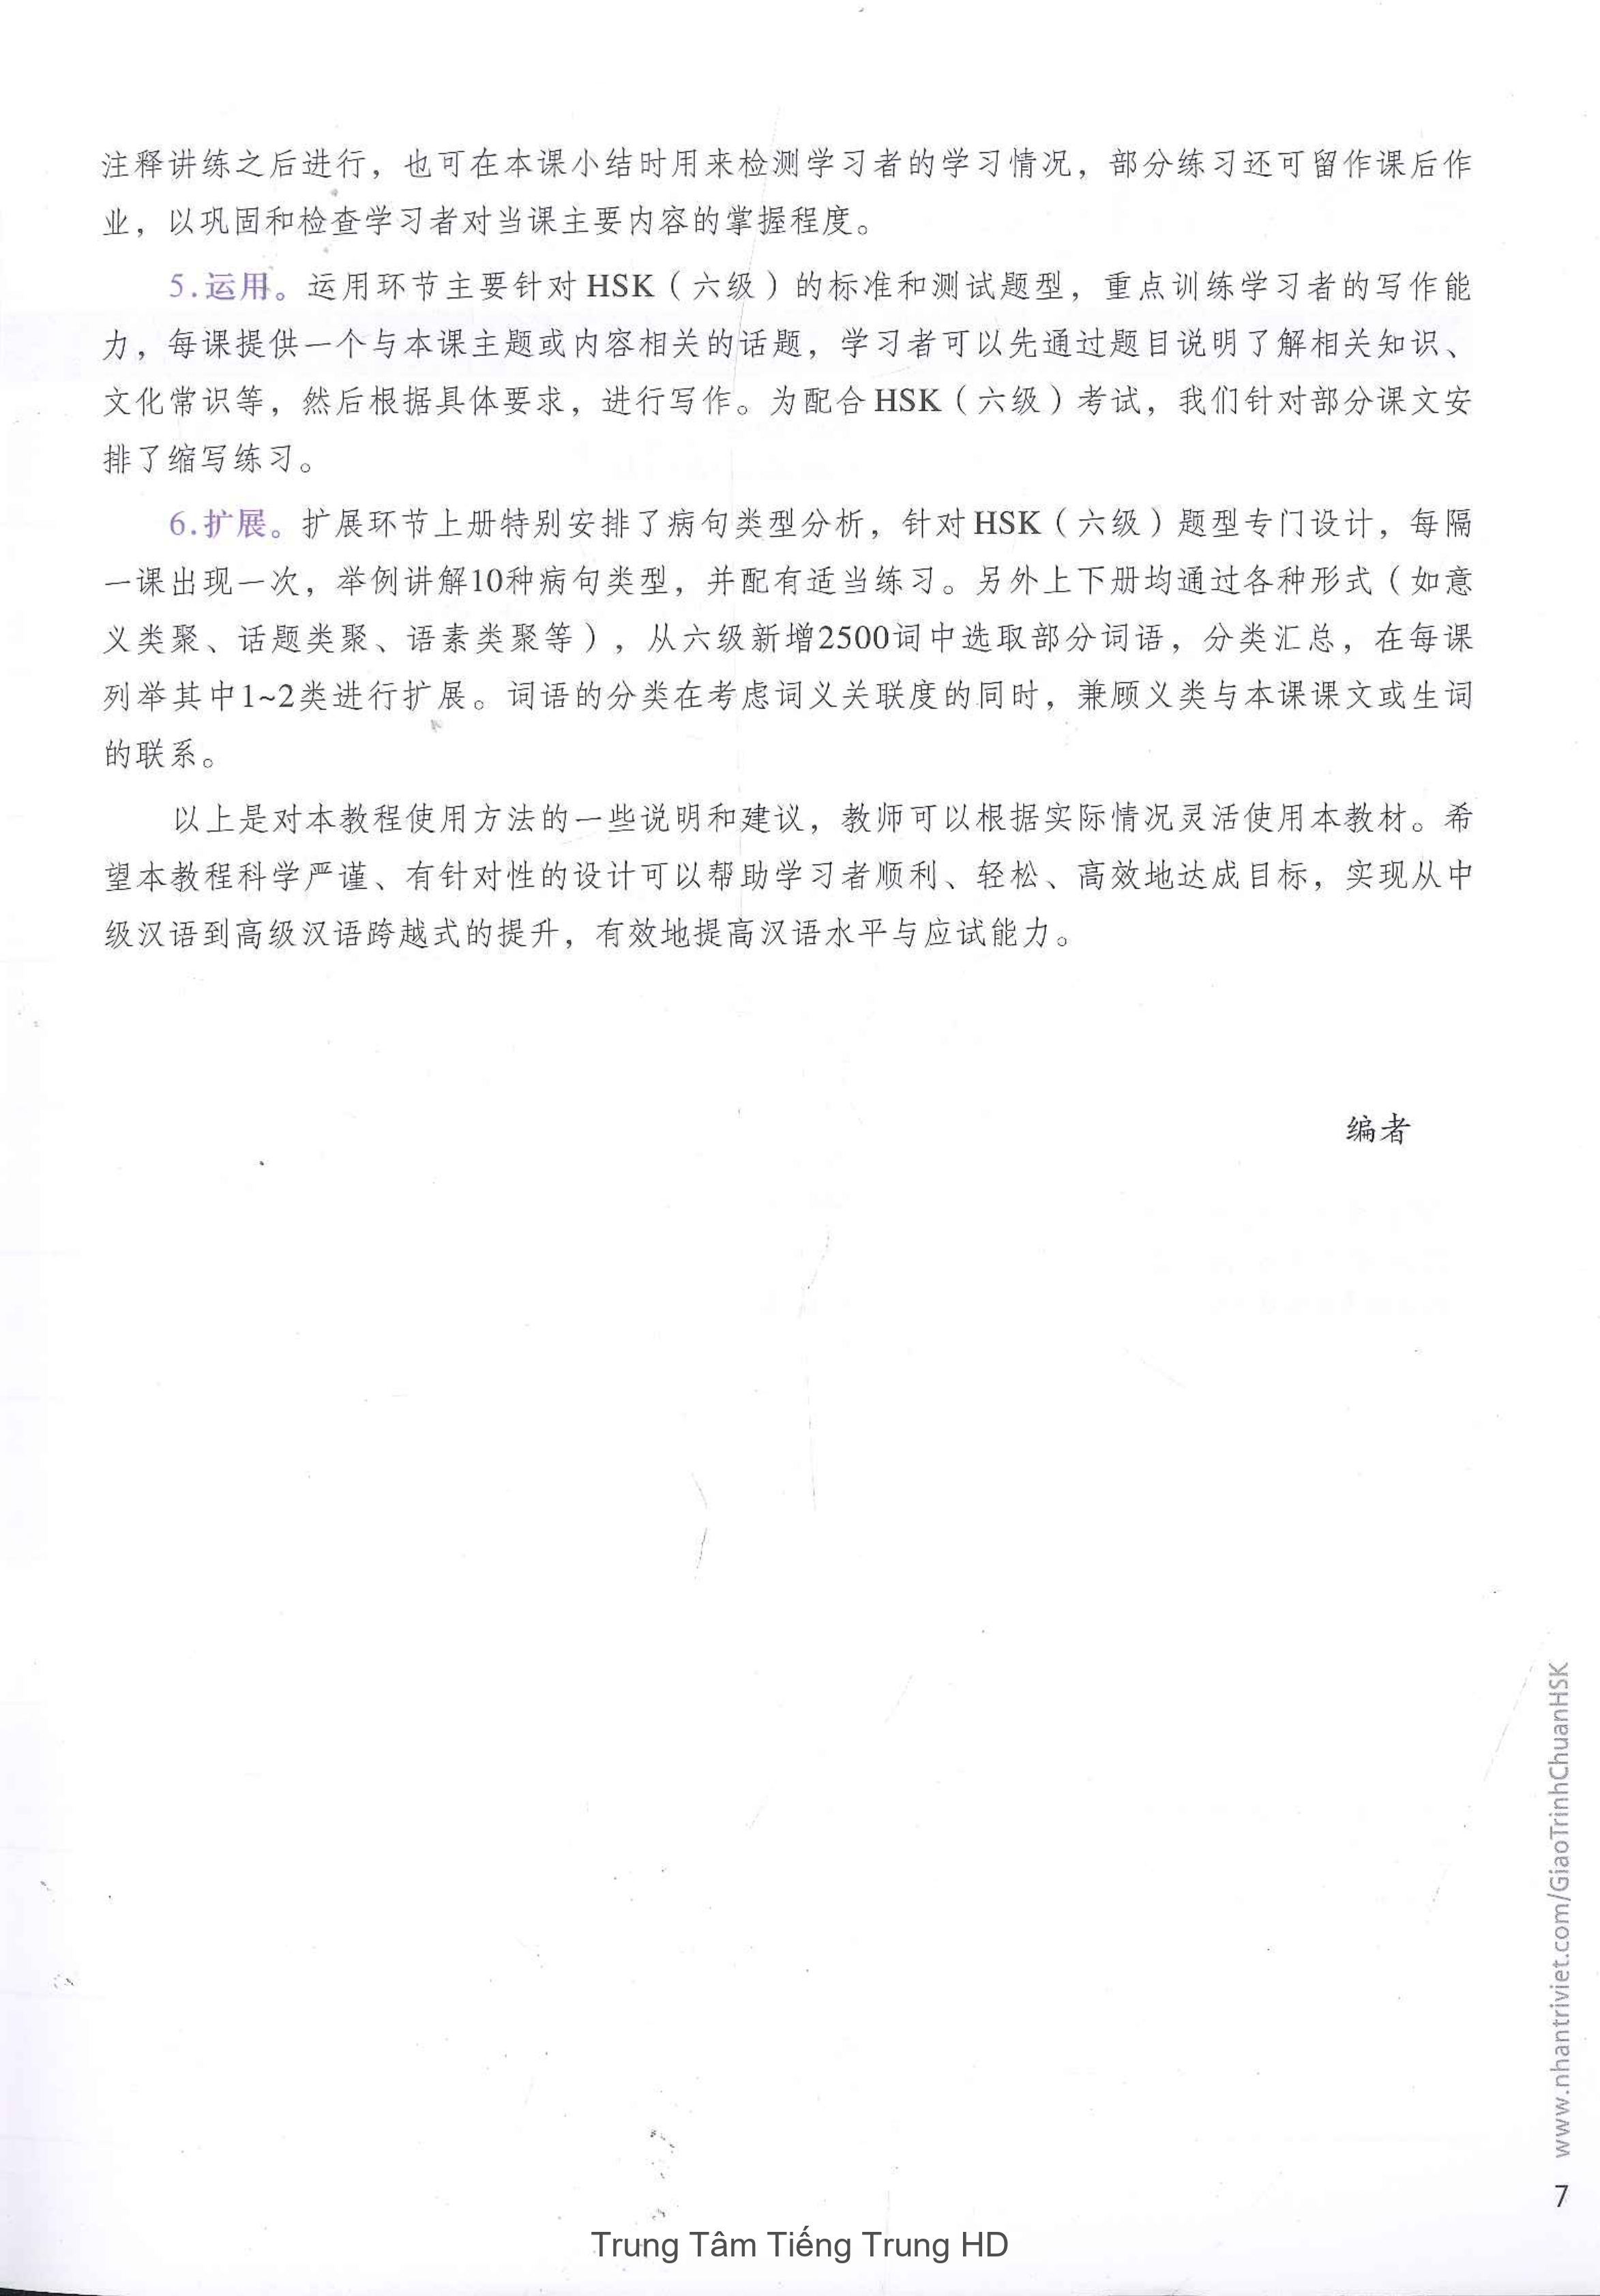 注释讲练之后进行，也可在本课小结时用来检测学习者的学习情况，部分练习还可留作课后作
业，以巩固和检查学习者对当课主要内容的掌握程度。
5.运用。运用环节主要针对HSK（六级）的标准和测试题型，重点训练学习者的写作能
力，每课提供一个与本课主题或内容相关的话题，学习者可以先通过题目说明了解相关知识、
文化常识等，然后根据具体要求，进行写作。为配合HSK（六级）考试，我们针对部分课文安
排了缩写练习。
6.扩展。扩展环节上册特别安排了病句类型分析，针对HSK（六级）题型专门设计，每隔
一课出现一次，举例讲解10种病句类型，并配有适当练习。另外上下册均通过各种形式（如意
义类聚、话题类聚、语素类聚等），从六级新增2500词中选取部分词语，分类汇总，在每课
列举其中1~2类进行扩展。词语的分类在考虑词义关联度的同时，兼顾义类与本课课文或生词
的联系。
以上是对本教程使用方法的一些说明和建议，教师可以根据实际情况灵活使用本教材。希
望本教程科学严谨、有针对性的设计可以帮助学习者顺利、轻松、高效地达成目标，实现从中
级汉语到高级汉语跨越式的提升，有效地提高汉语水平与应试能力。
编者
www.nhantriviet.com/GiaoTrinhChuanHSK
7
Trung Tâm Tiếng Trung HD